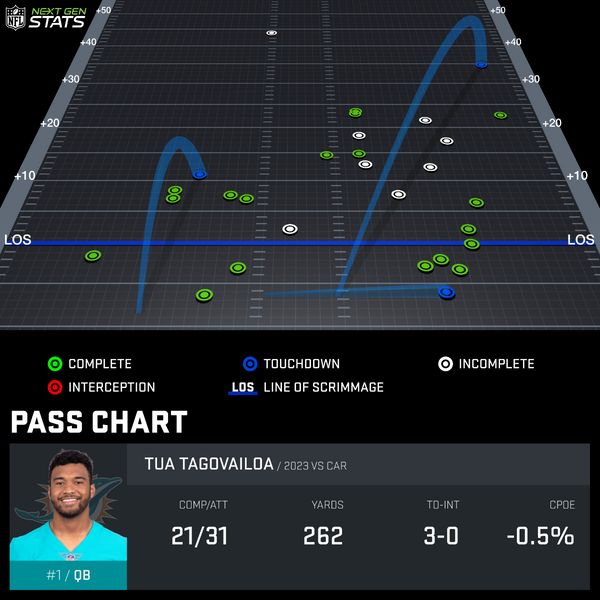 NFL NEXT GEN STATS
+50 +50
+40 +40
+30 +30
+20 +20
+10 +10
LOS LOS
COMPLETE TOUCHDOWN INCOMPLETE
INTERCEPTION LOS LINE OF SCRIMMAGE
PASS CHART
TUA TAGOVAILOA / 2023 VS CAR
COMP/ATT YARDS TD-INT CPOE
21/31 262 3-0 -0.5%
#1 / QB